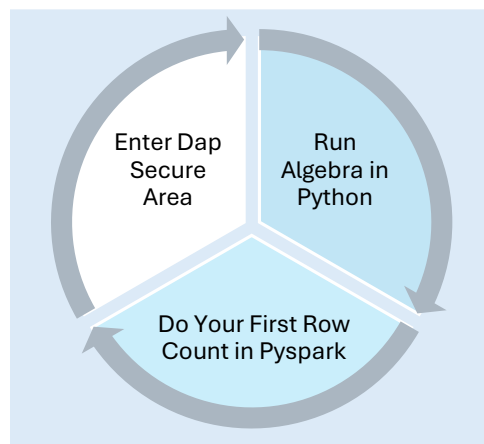 Enter Dap
Secure
Area
Run
Algebra in
Python
Do Your First Row
Count in Pyspark